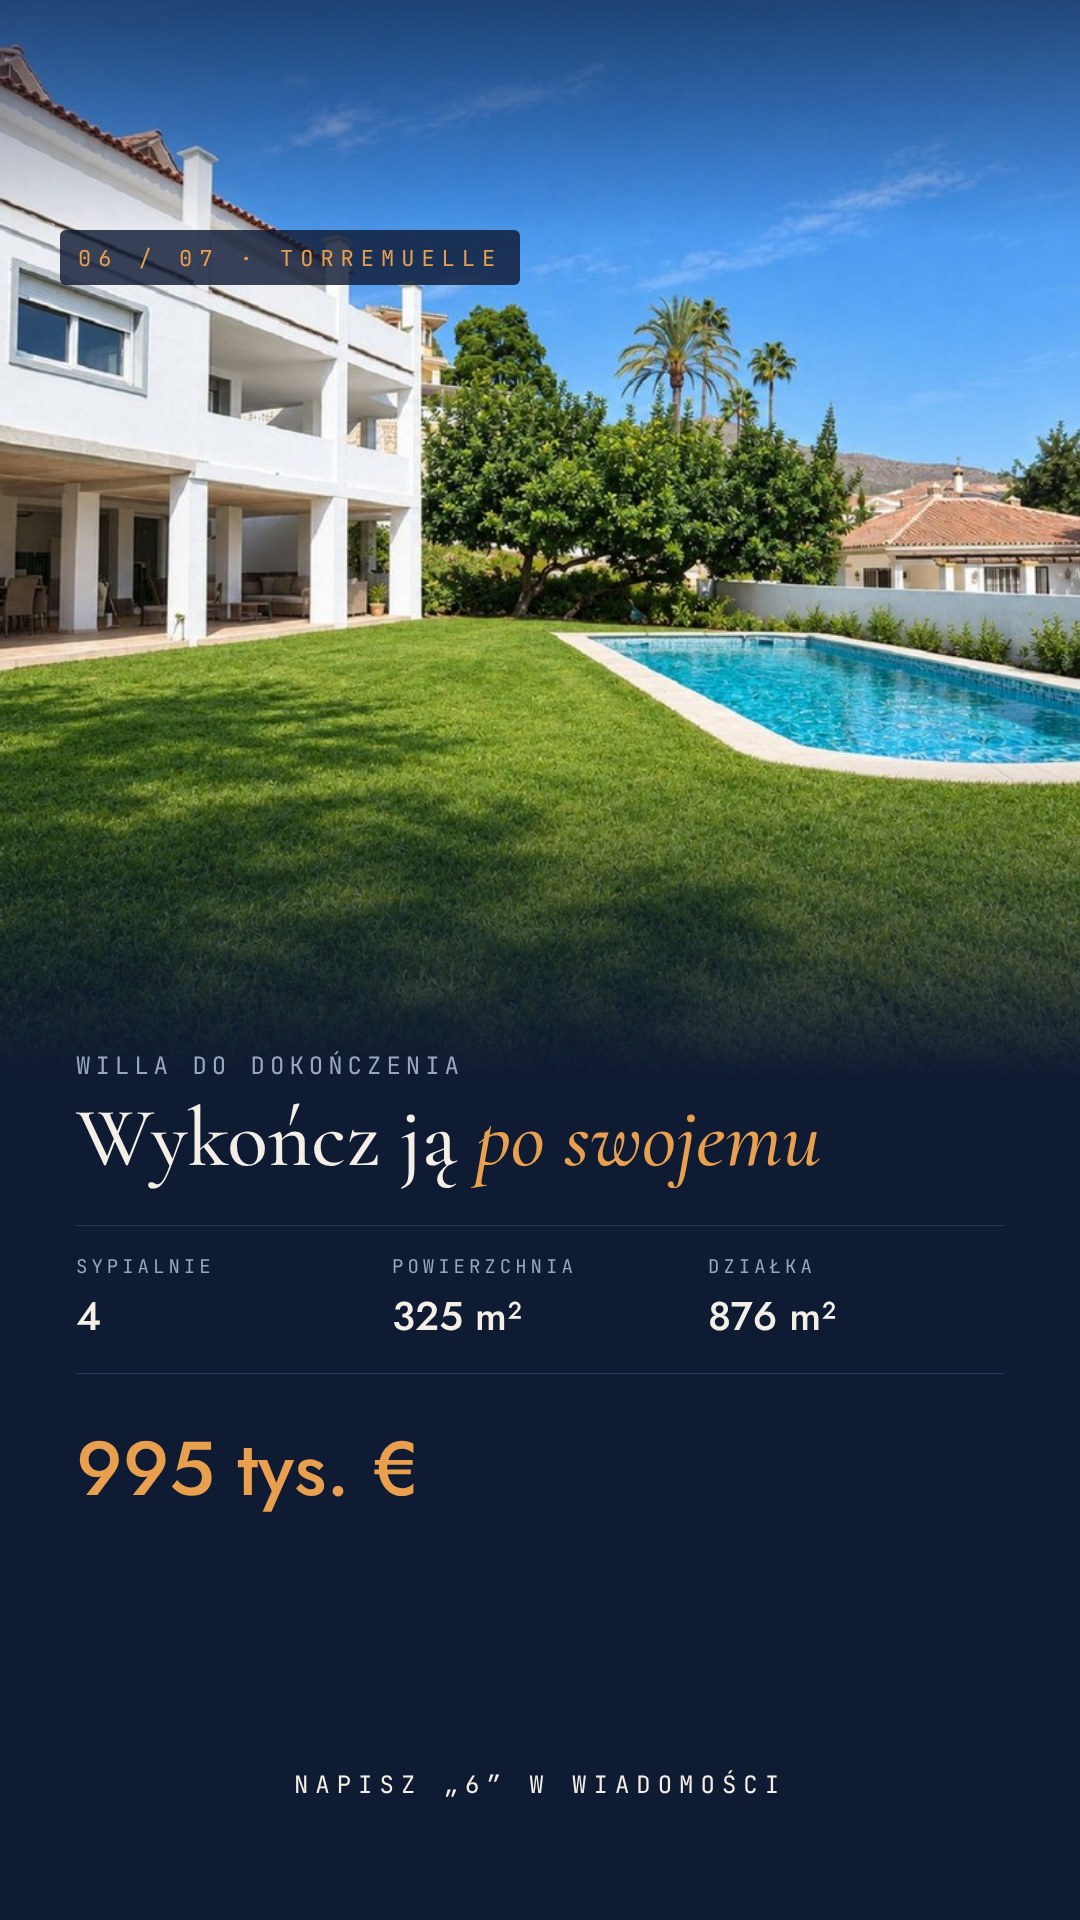 06 / 07 · TORREMUELLE
WILLA DO DOKOŃCZENIA
Wykończ ją po swojemu
SYPIALNIE POWIERZCHNIA DZIAŁKA
4 325 m² 876 m²
995 tys. €
NAPISZ „6” W WIADOMOŚCI